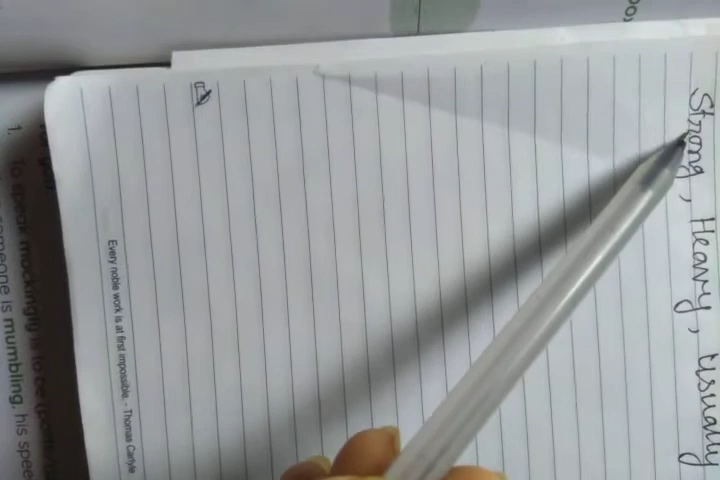 Strong, Heavy, Usually
Every noble work is at first impossible. - Thomas Carlyle
1. To speak mockingly is to be
someone is mumbling, his